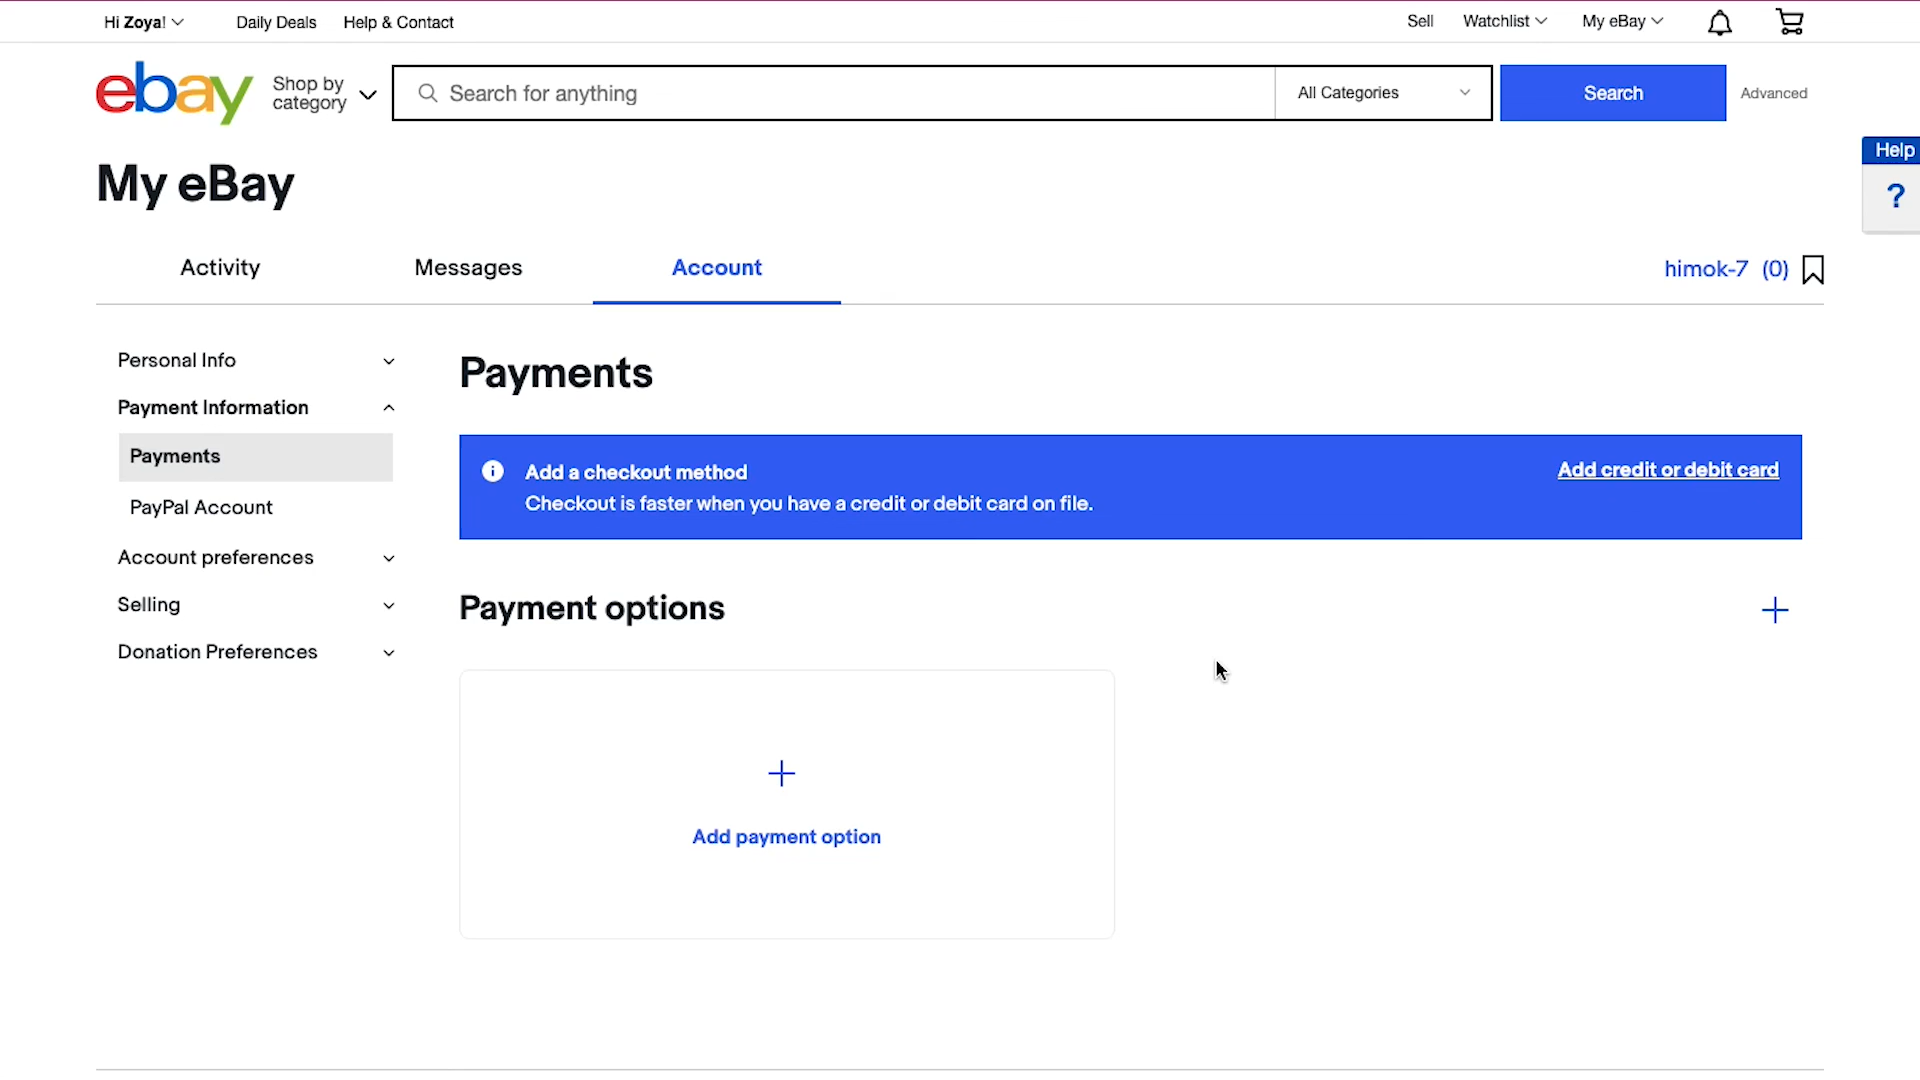 Hi Zoya!
Daily Deals
Help & Contact
Sell
Watchlist
My eBay
ebay
Shop by
category
Search for anything
All Categories
Search
Advanced
Help
?
My eBay
Activity
Messages
Account
himok-7 (0)
Personal Info
Payment Information
Payments
PayPal Account
Account preferences
Selling
Donation Preferences
Payments
Add a checkout method
Add credit or debit card
Checkout is faster when you have a credit or debit card on file.
Payment options
Add payment option